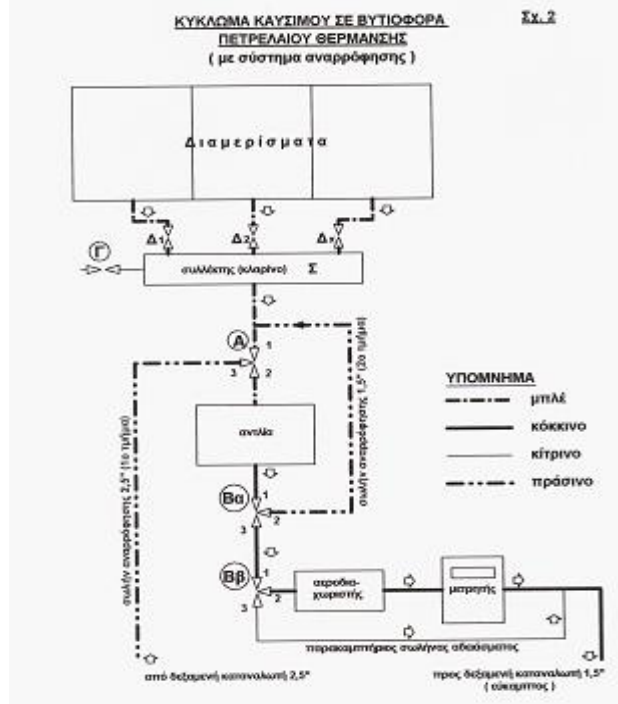 ΚΥΚΛΩΜΑ ΚΑΥΣΙΜΟΥ ΣΕ ΒΥΤΙΟΦΟΡΑ
ΠΕΤΡΕΛΑΙΟΥ ΘΕΡΜΑΝΣΗΣ
( με σύστημα αναρρόφησης )
Σχ. 2
Διαμερίσματα
Δ1
Δ2
Δν
Γ
συλλέκτης (κλαρίνο) Σ
Α
1
3
2
σωλήν αναρρόφησης 2,5" (1ο τμήμα)
σωλήν αναρρόφησης 1,5" (2ο τμήμα)
αντλία
Βα
1
2
3
Ββ
1
2
3
αεροδια-
χωριστής
μετρητής
παρακαμπτήριος σωλήνας αδειάσματος
από δεξαμενή καταναλωτή 2,5"
προς δεξαμενή καταναλωτή 1,5"
( εύκαμπτος )
ΥΠΟΜΝΗΜΑ
μπλέ
κόκκινο
κίτρινο
πράσινο